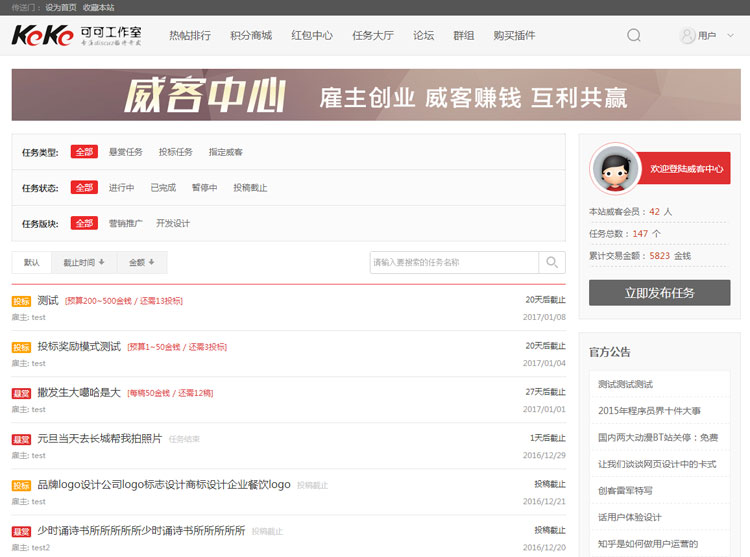 传送门： 设为首页 收藏本站
KeKe 可可工作室
专注discuz插件开发
热帖排行 积分商城 红包中心 任务大厅 论坛 群组 购买插件 用户
威客中心 雇主创业 威客赚钱 互利共赢
任务类型: 全部 悬赏任务 投标任务 指定威客
任务状态: 全部 进行中 已完成 暂停中 投稿截止
任务版块: 全部 营销推广 开发设计
默认 截止时间 金额 请输入要搜索的任务名称
投标 测试 [预算200~500金钱 / 还需13投标] 20天后截止
雇主: test 2017/01/08
投标 投标奖励模式测试 [预算1~50金钱 / 还需3投标] 20天后截止
雇主: test 2017/01/04
悬赏 撒发生大噶哈是大 [每稿50金钱 / 还需12稿] 27天后截止
雇主: test 2017/01/01
悬赏 元旦当天去长城帮我拍照片 任务结束 1天后截止
雇主: test 2016/12/29
投标 品牌logo设计公司logo标志设计商标设计企业餐饮logo 投稿截止 投稿截止
雇主: test 2016/12/21
悬赏 少时诵诗书所所所所所少时诵诗书所所所所所 投稿截止 投稿截止
雇主: test2 2016/12/20
欢迎登陆威客中心
本站威客会员： 42 人
任务总数： 147 个
累计交易金额： 5823 金钱
立即发布任务
官方公告
测试测试测试
2015年程序员界十件大事
国内两大动漫BT站关停：免费
让我们谈谈网页设计中的卡式
创客雷军特写
话用户体验设计
知乎是如何做用户运营的